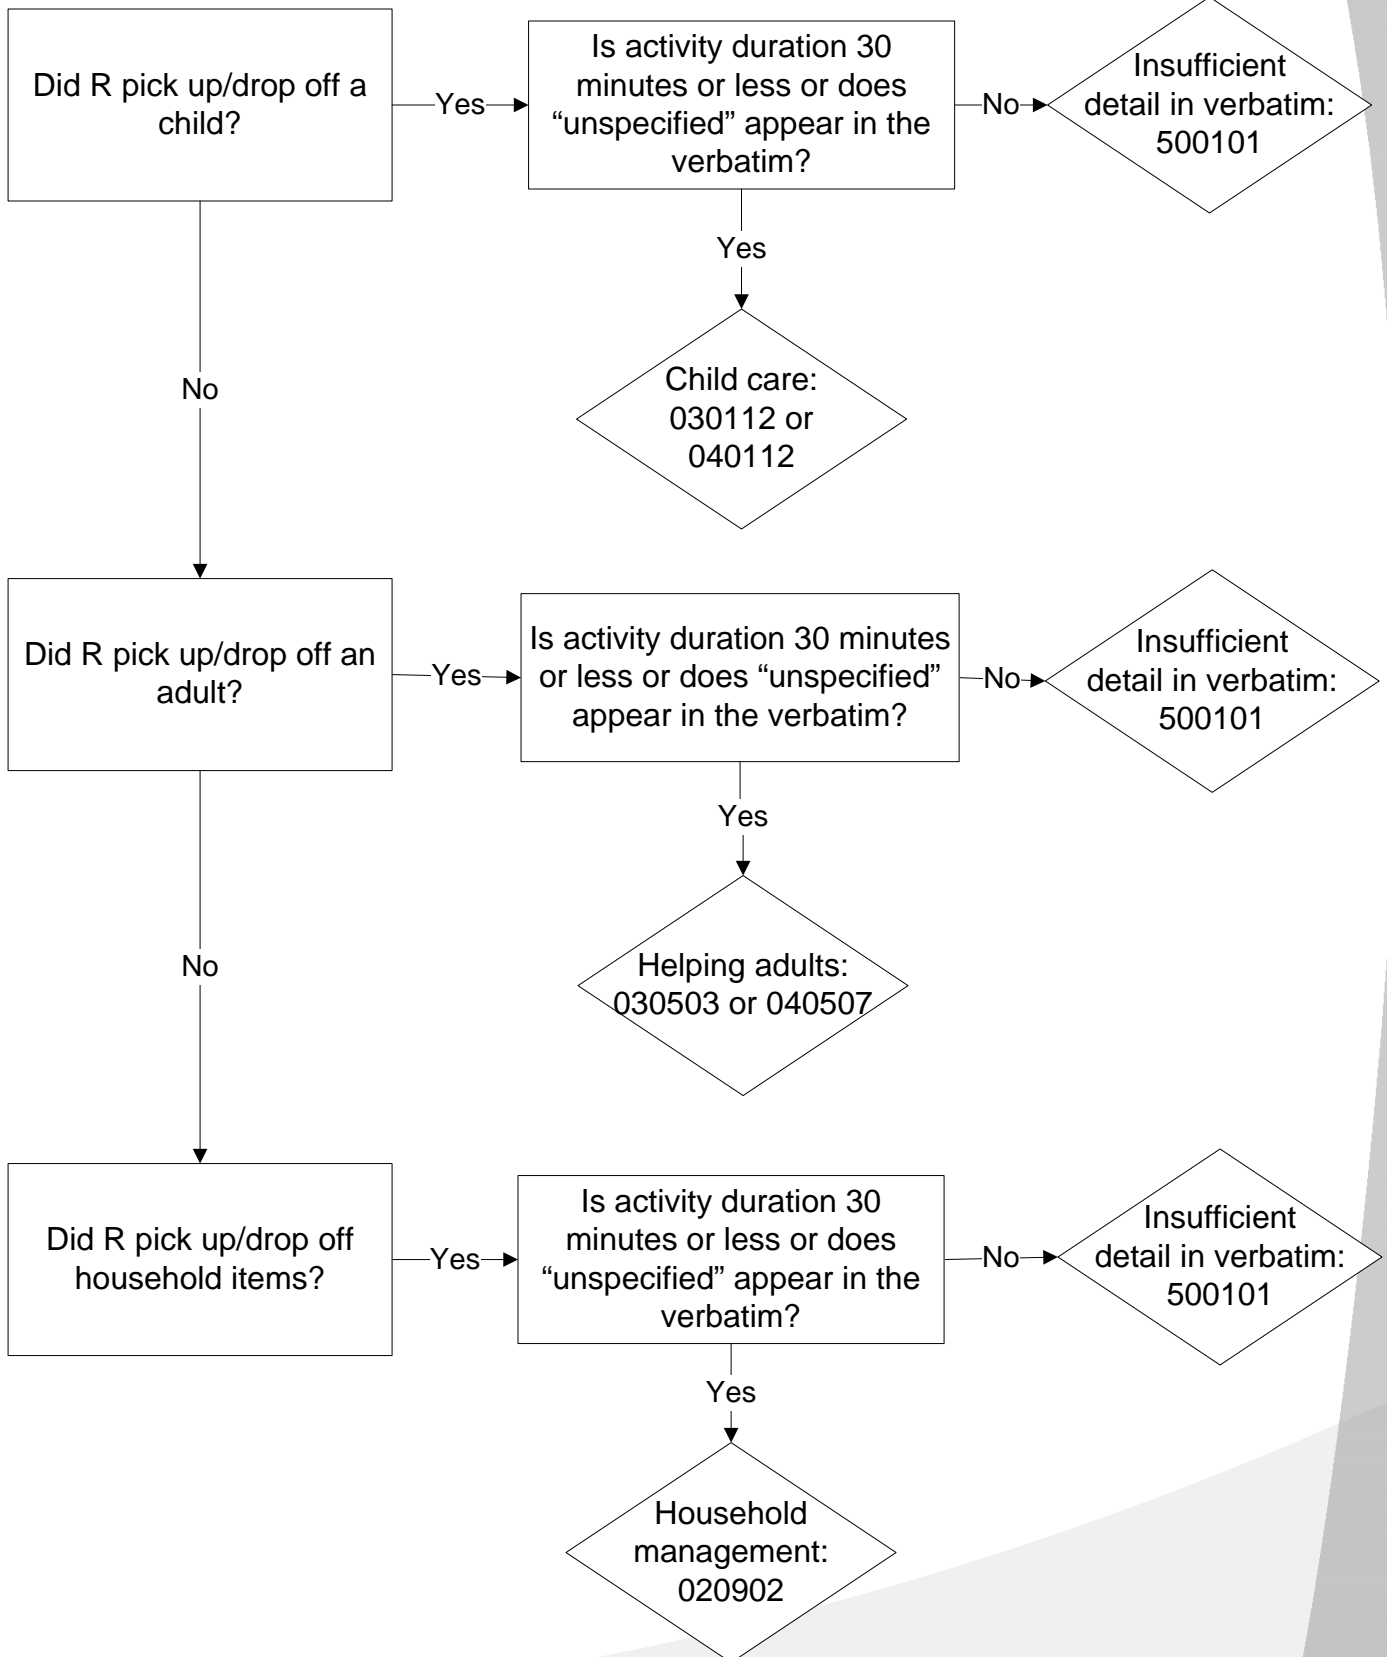 Did R pick up/drop off a
child?
Yes
Is activity duration 30
minutes or less or does
“unspecified” appear in the
verbatim?
No
Insufficient
detail in verbatim:
500101
Yes
Child care:
030112 or
040112
No
Did R pick up/drop off an
adult?
Yes
Is activity duration 30 minutes
or less or does “unspecified”
appear in the verbatim?
No
Insufficient
detail in verbatim:
500101
Yes
Helping adults:
030503 or 040507
No
Did R pick up/drop off
household items?
Yes
Is activity duration 30
minutes or less or does
“unspecified” appear in the
verbatim?
No
Insufficient
detail in verbatim:
500101
Yes
Household
management:
020902